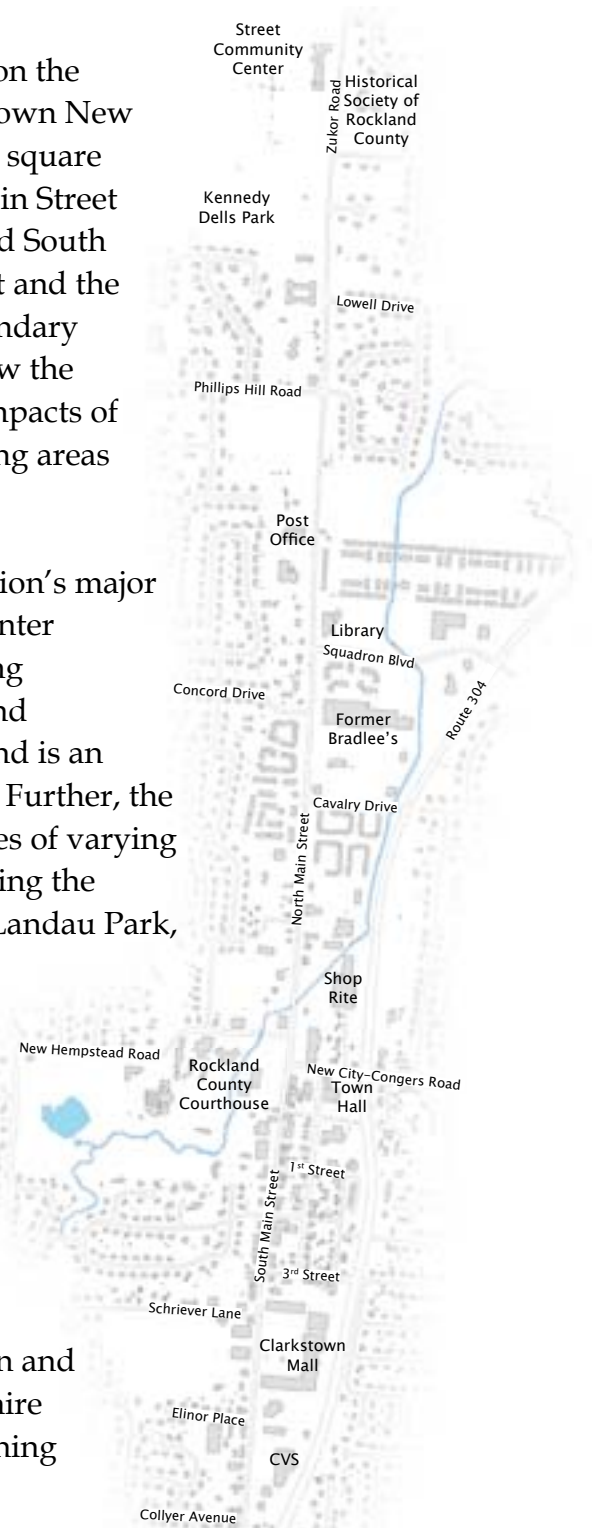 on the
own New
square
in Street
d South
t and the
ndary
w the
npacts of
ng areas
ion's major
nter
ng
nd
nd is an
Further, the
es of varying
ing the
Landau Park,
n and
ire
ning
Street
Community
Center
Zukor Road
Historical
Society of
Rockland
County
Kennedy
Dells Park
Lowell Drive
Phillips Hill Road
Post
Office
Library
Squadron Blvd
Concord Drive
Route 304
Former
Bradlee's
Cavalry Drive
North Main Street
Shop
Rite
New Hempstead Road
Rockland
County
Courthouse
New City-Congers Road
Town
Hall
1st Street
South Main Street
3rd Street
Schriever Lane
Clarkstown
Mall
Elinor Place
CVS
Collyer Avenue